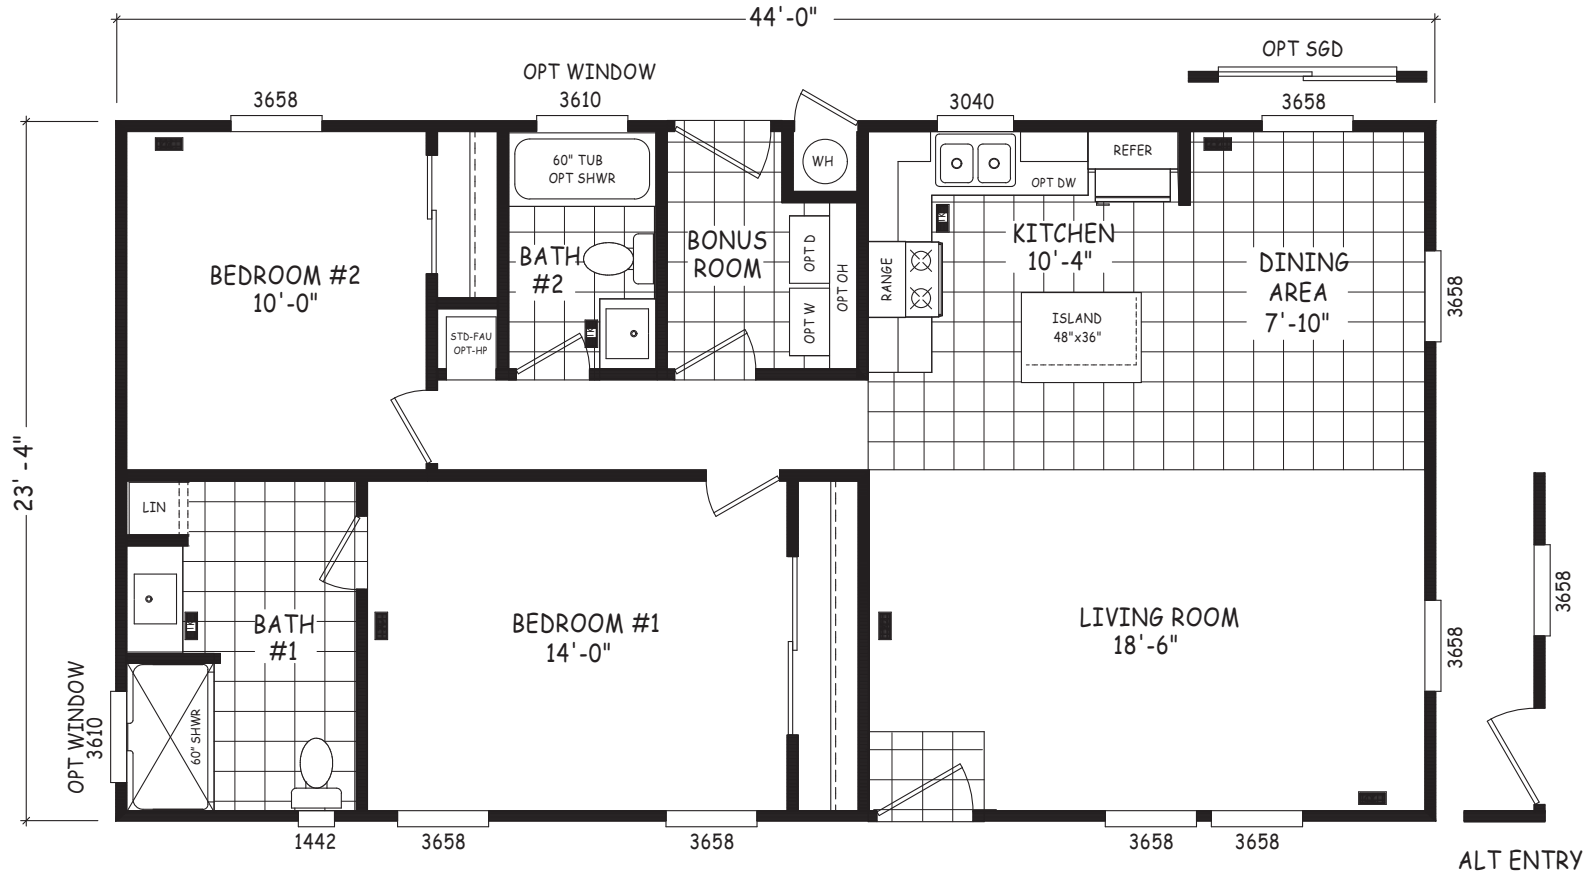 44'-0"
OPT SGD
OPT WINDOW
3658
3610
3040
3658
60" TUB
OPT SHWR
WH
REFER
OPT DW
BEDROOM #2
10'-0"
BATH
#2
BONUS
ROOM
OPT D
OPT W
OPT OH
RANGE
KITCHEN
10'-4"
ISLAND
48"x36"
DINING
AREA
7'-10"
3658
STD-FAU
OPT-HP
23'-4"
LIN
BATH
#1
BEDROOM #1
14'-0"
LIVING ROOM
18'-6"
3658
3658
OPT WINDOW
3610
60" SHWR
1442
3658
3658
3658
3658
ALT ENTRY